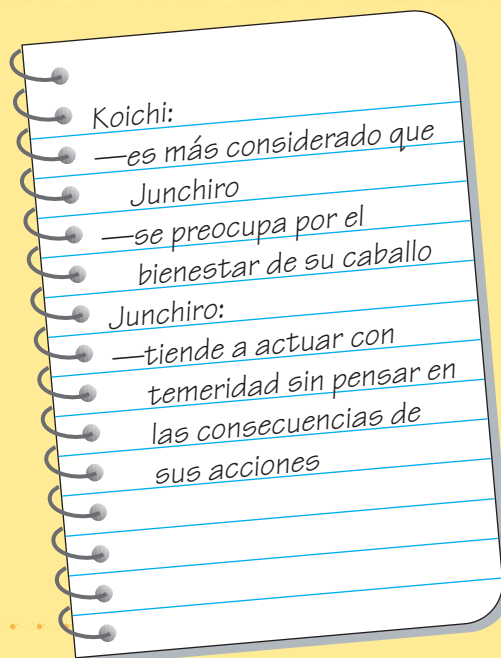 Koichi:
—es más considerado que
Junchiro
—se preocupa por el
bienestar de su caballo
Junchiro:
—tiende a actuar con
temeridad sin pensar en
las consecuencias de
sus acciones